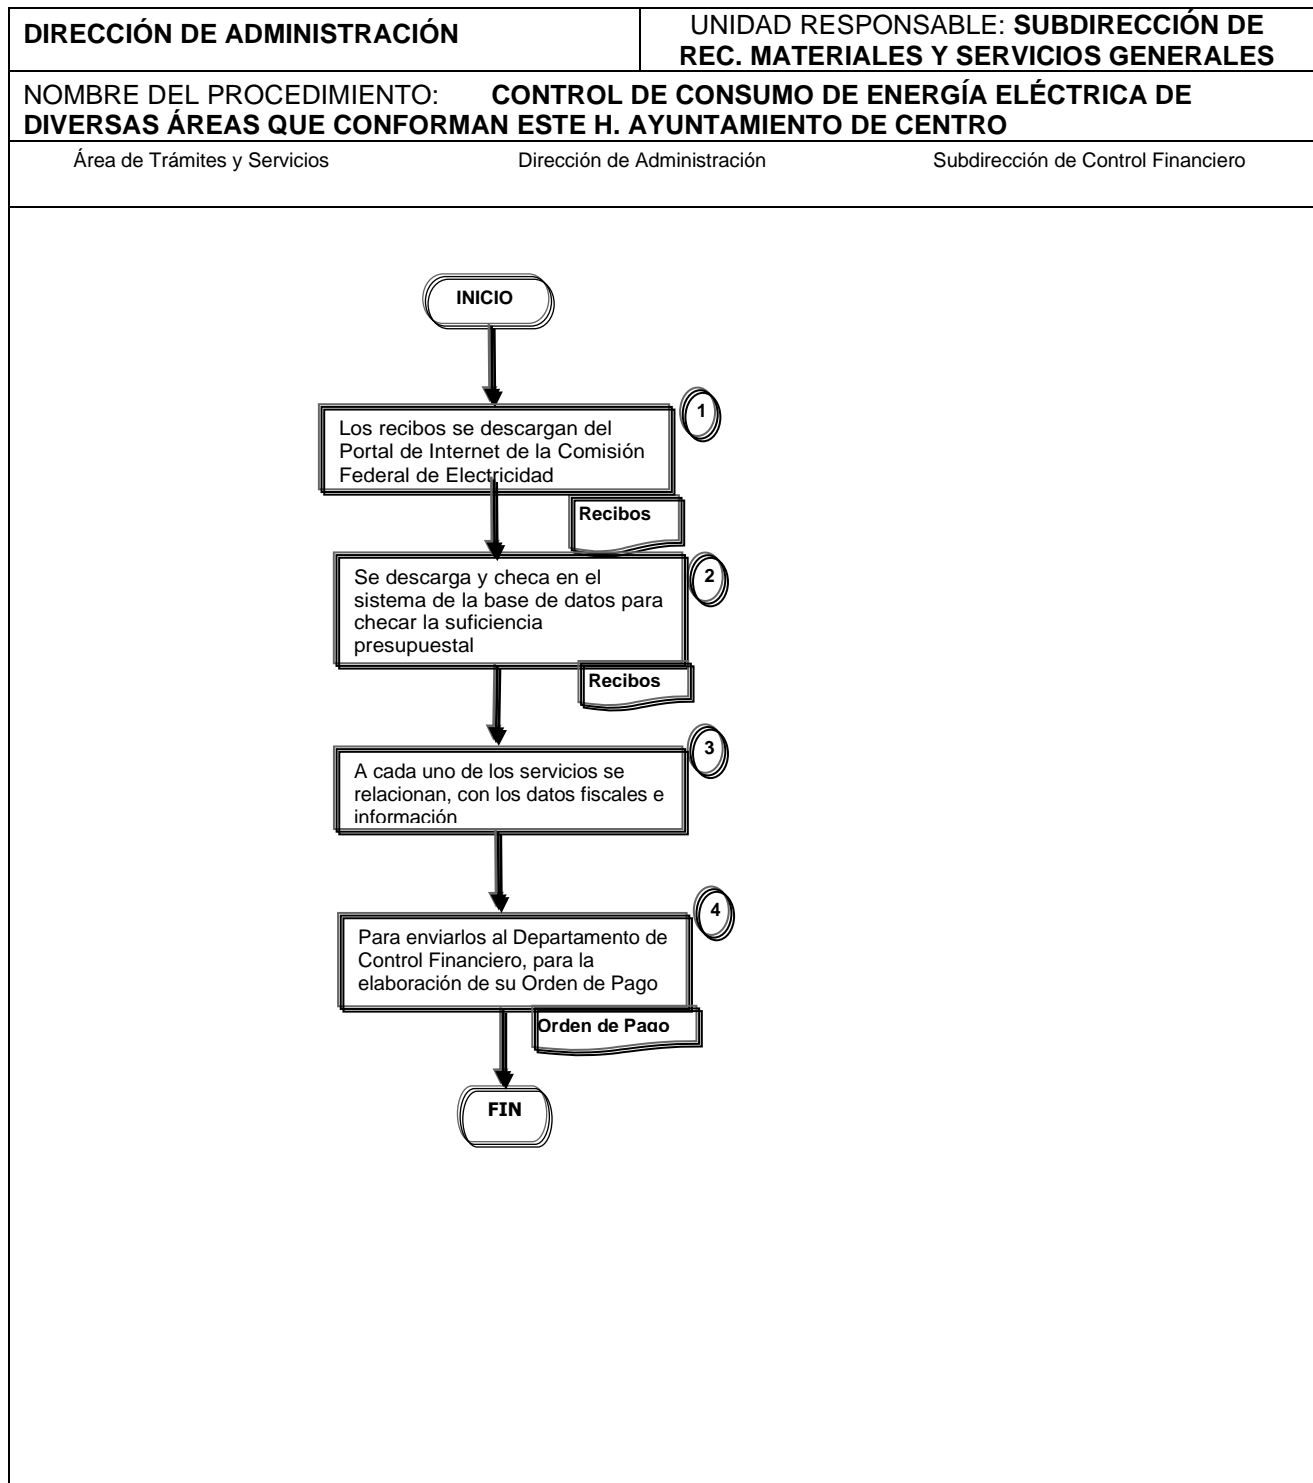 DIRECCIÓN DE ADMINISTRACIÓN
UNIDAD RESPONSABLE: SUBDIRECCIÓN DE
REC. MATERIALES Y SERVICIOS GENERALES
NOMBRE DEL PROCEDIMIENTO: CONTROL DE CONSUMO DE ENERGÍA ELÉCTRICA DE
DIVERSAS ÁREAS QUE CONFORMAN ESTE H. AYUNTAMIENTO DE CENTRO
Área de Trámites y Servicios Dirección de Administración Subdirección de Control Financiero
INICIO
1
Los recibos se descargan del
Portal de Internet de la Comisión
Federal de Electricidad
Recibos
2
Se descarga y checa en el
sistema de la base de datos para
checar la suficiencia
presupuestal
Recibos
3
A cada uno de los servicios se
relacionan, con los datos fiscales e
información
4
Para enviarlos al Departamento de
Control Financiero, para la
elaboración de su Orden de Pago
Orden de Pago
FIN